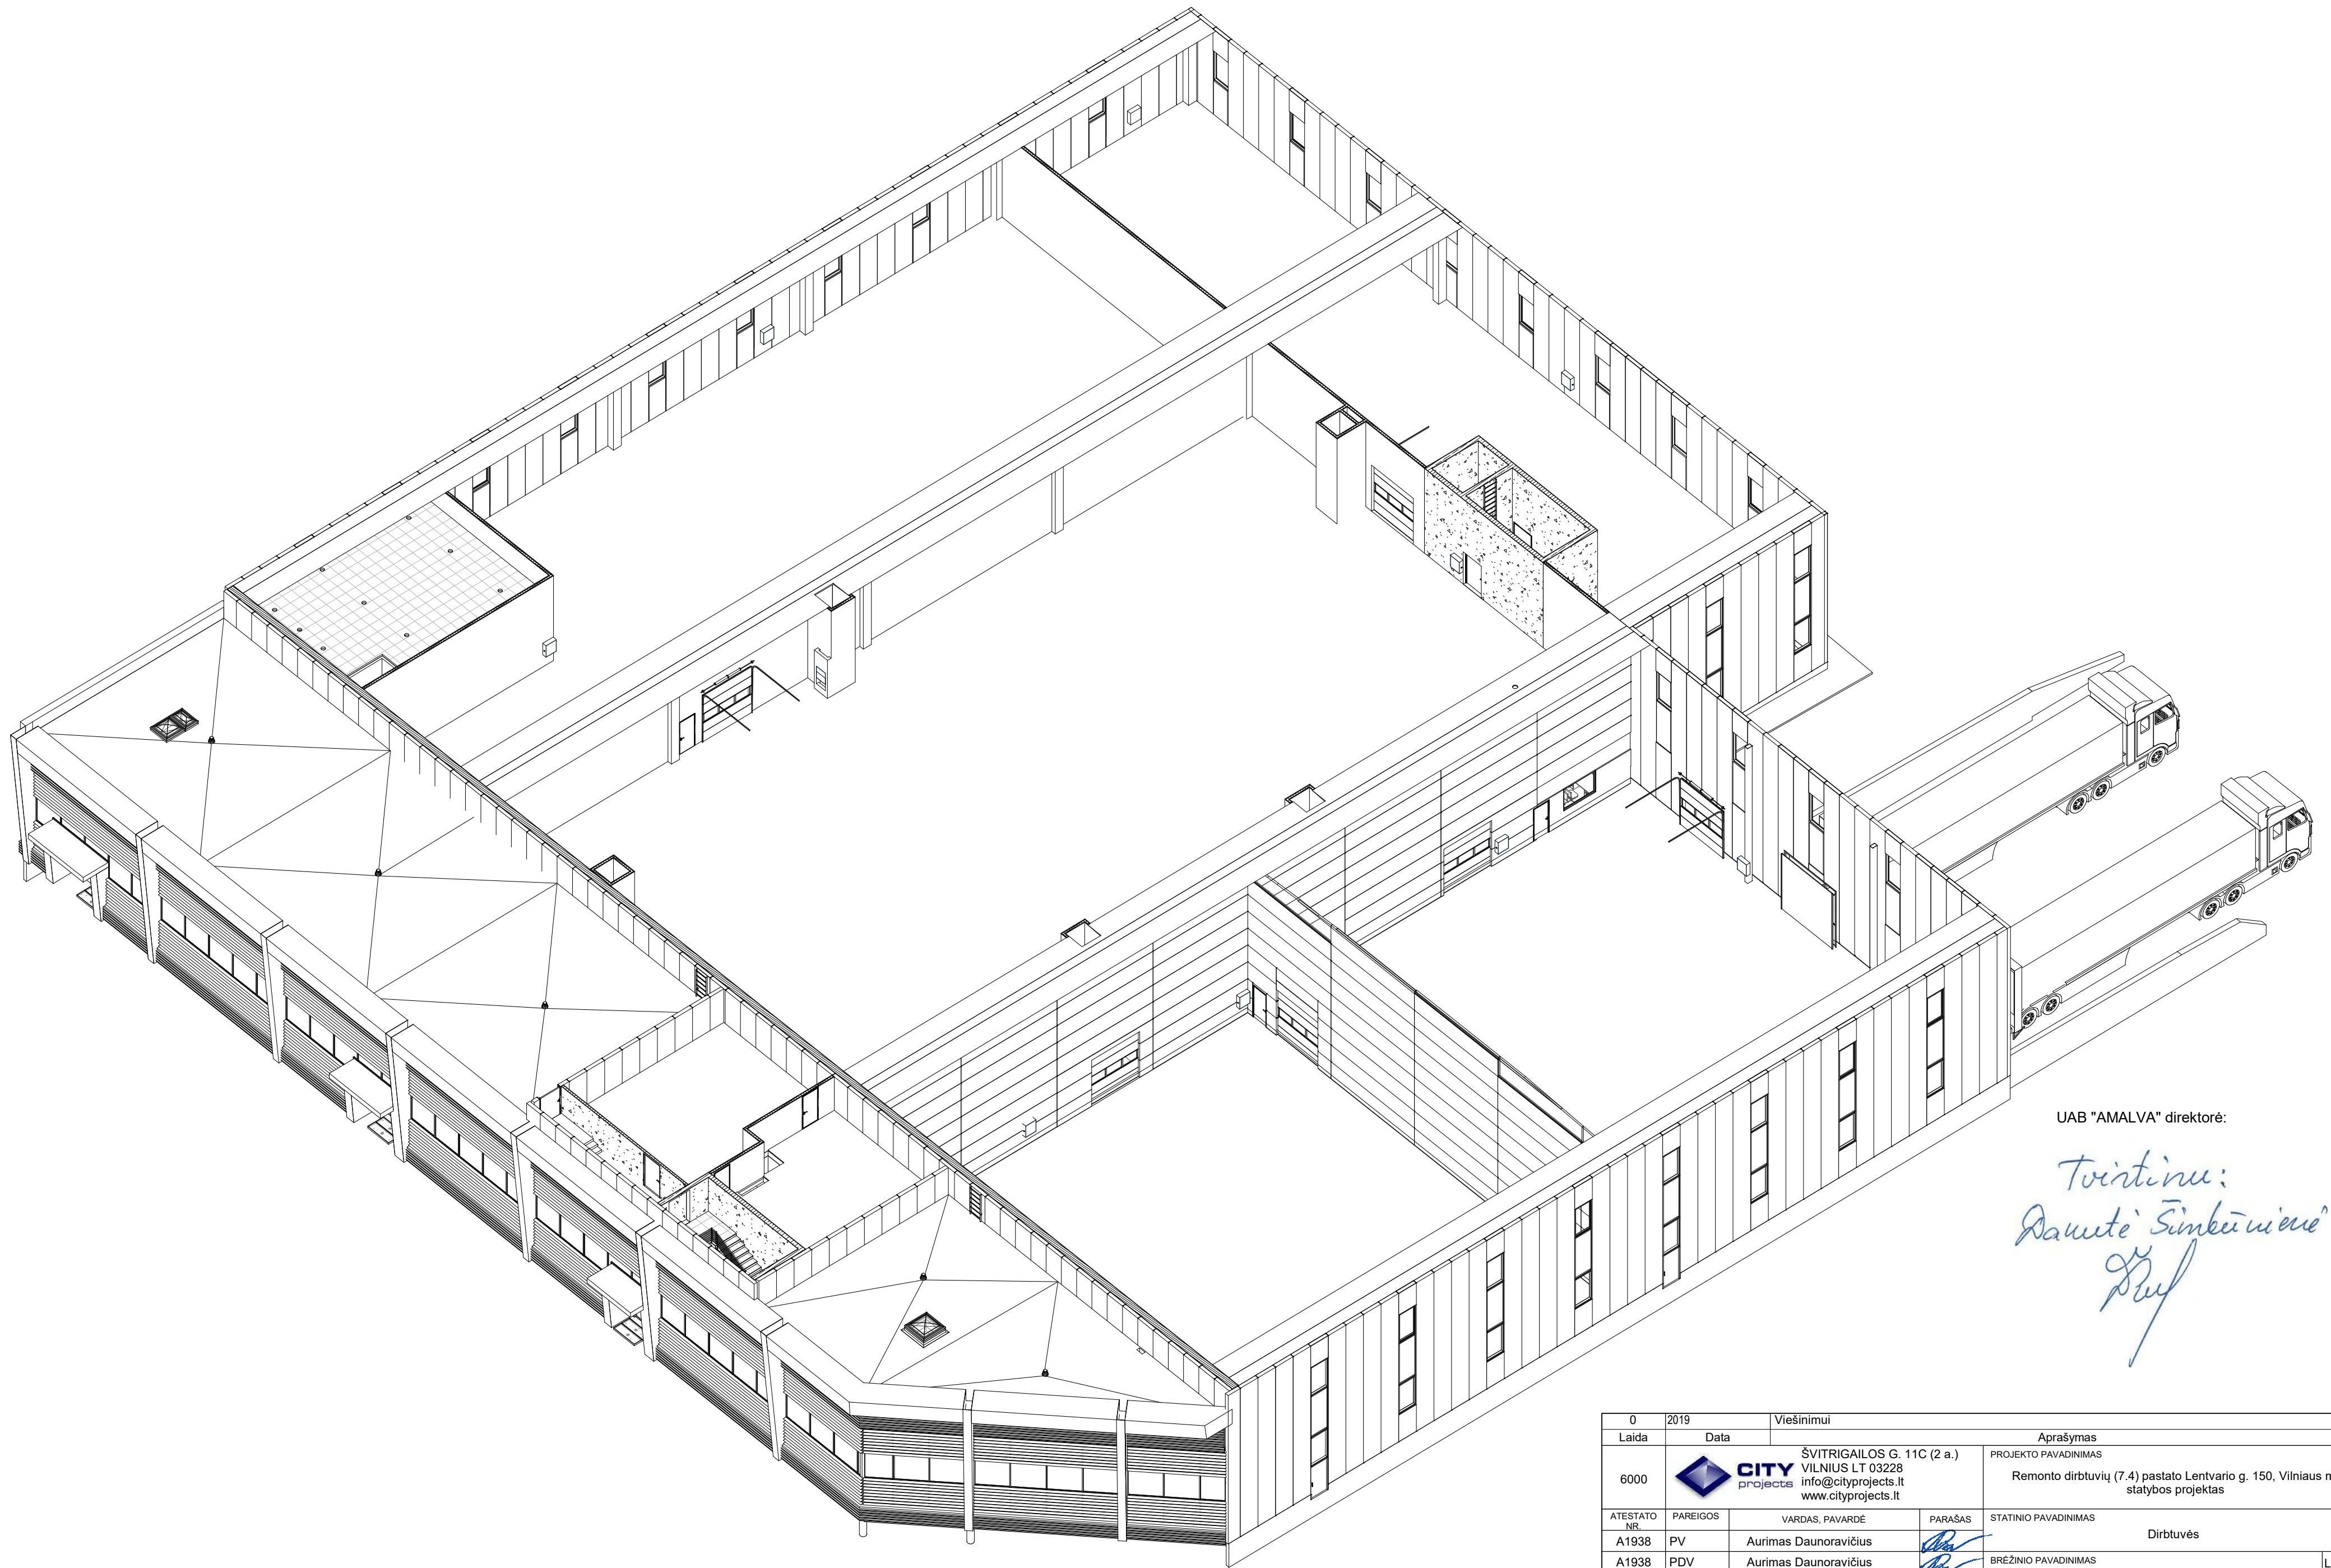 UAB "AMALVA" direktorė:
Tvirtinu:
Danutė Šimkūnienė
0 2019 Viešinimui
Laida Data Aprašymas
6000
CITY projects
ŠVITRIGAILOS G. 11C (2 a.)
VILNIUS LT 03228
info@cityprojects.lt
www.cityprojects.lt
PROJEKTO PAVADINIMAS
Remonto dirbtuvių (7.4) pastato Lentvario g. 150, Vilniaus
statybos projektas
ATESTATO NR. PAREIGOS VARDAS, PAVARDĖ PARAŠAS
STATINIO PAVADINIMAS
Dirbtuvės
A1938 PV Aurimas Daunoravičius
A1938 PDV Aurimas Daunoravičius
BRĖŽINIO PAVADINIMAS